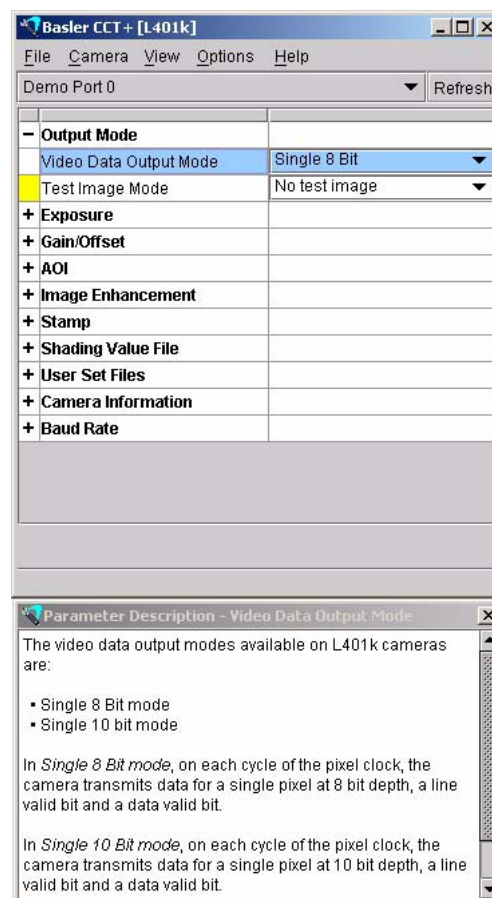 Basler CCT+ [L401k]
File Camera View Options Help
Demo Port 0 Refresh
− Output Mode
Video Data Output Mode Single 8 Bit
Test Image Mode No test image
+ Exposure
+ Gain/Offset
+ AOI
+ Image Enhancement
+ Stamp
+ Shading Value File
+ User Set Files
+ Camera Information
+ Baud Rate
Parameter Description - Video Data Output Mode
The video data output modes available on L401k cameras
are:
▪ Single 8 Bit mode
▪ Single 10 bit mode
In Single 8 Bit mode, on each cycle of the pixel clock, the
camera transmits data for a single pixel at 8 bit depth, a line
valid bit and a data valid bit.
In Single 10 Bit mode, on each cycle of the pixel clock, the
camera transmits data for a single pixel at 10 bit depth, a line
valid bit and a data valid bit.